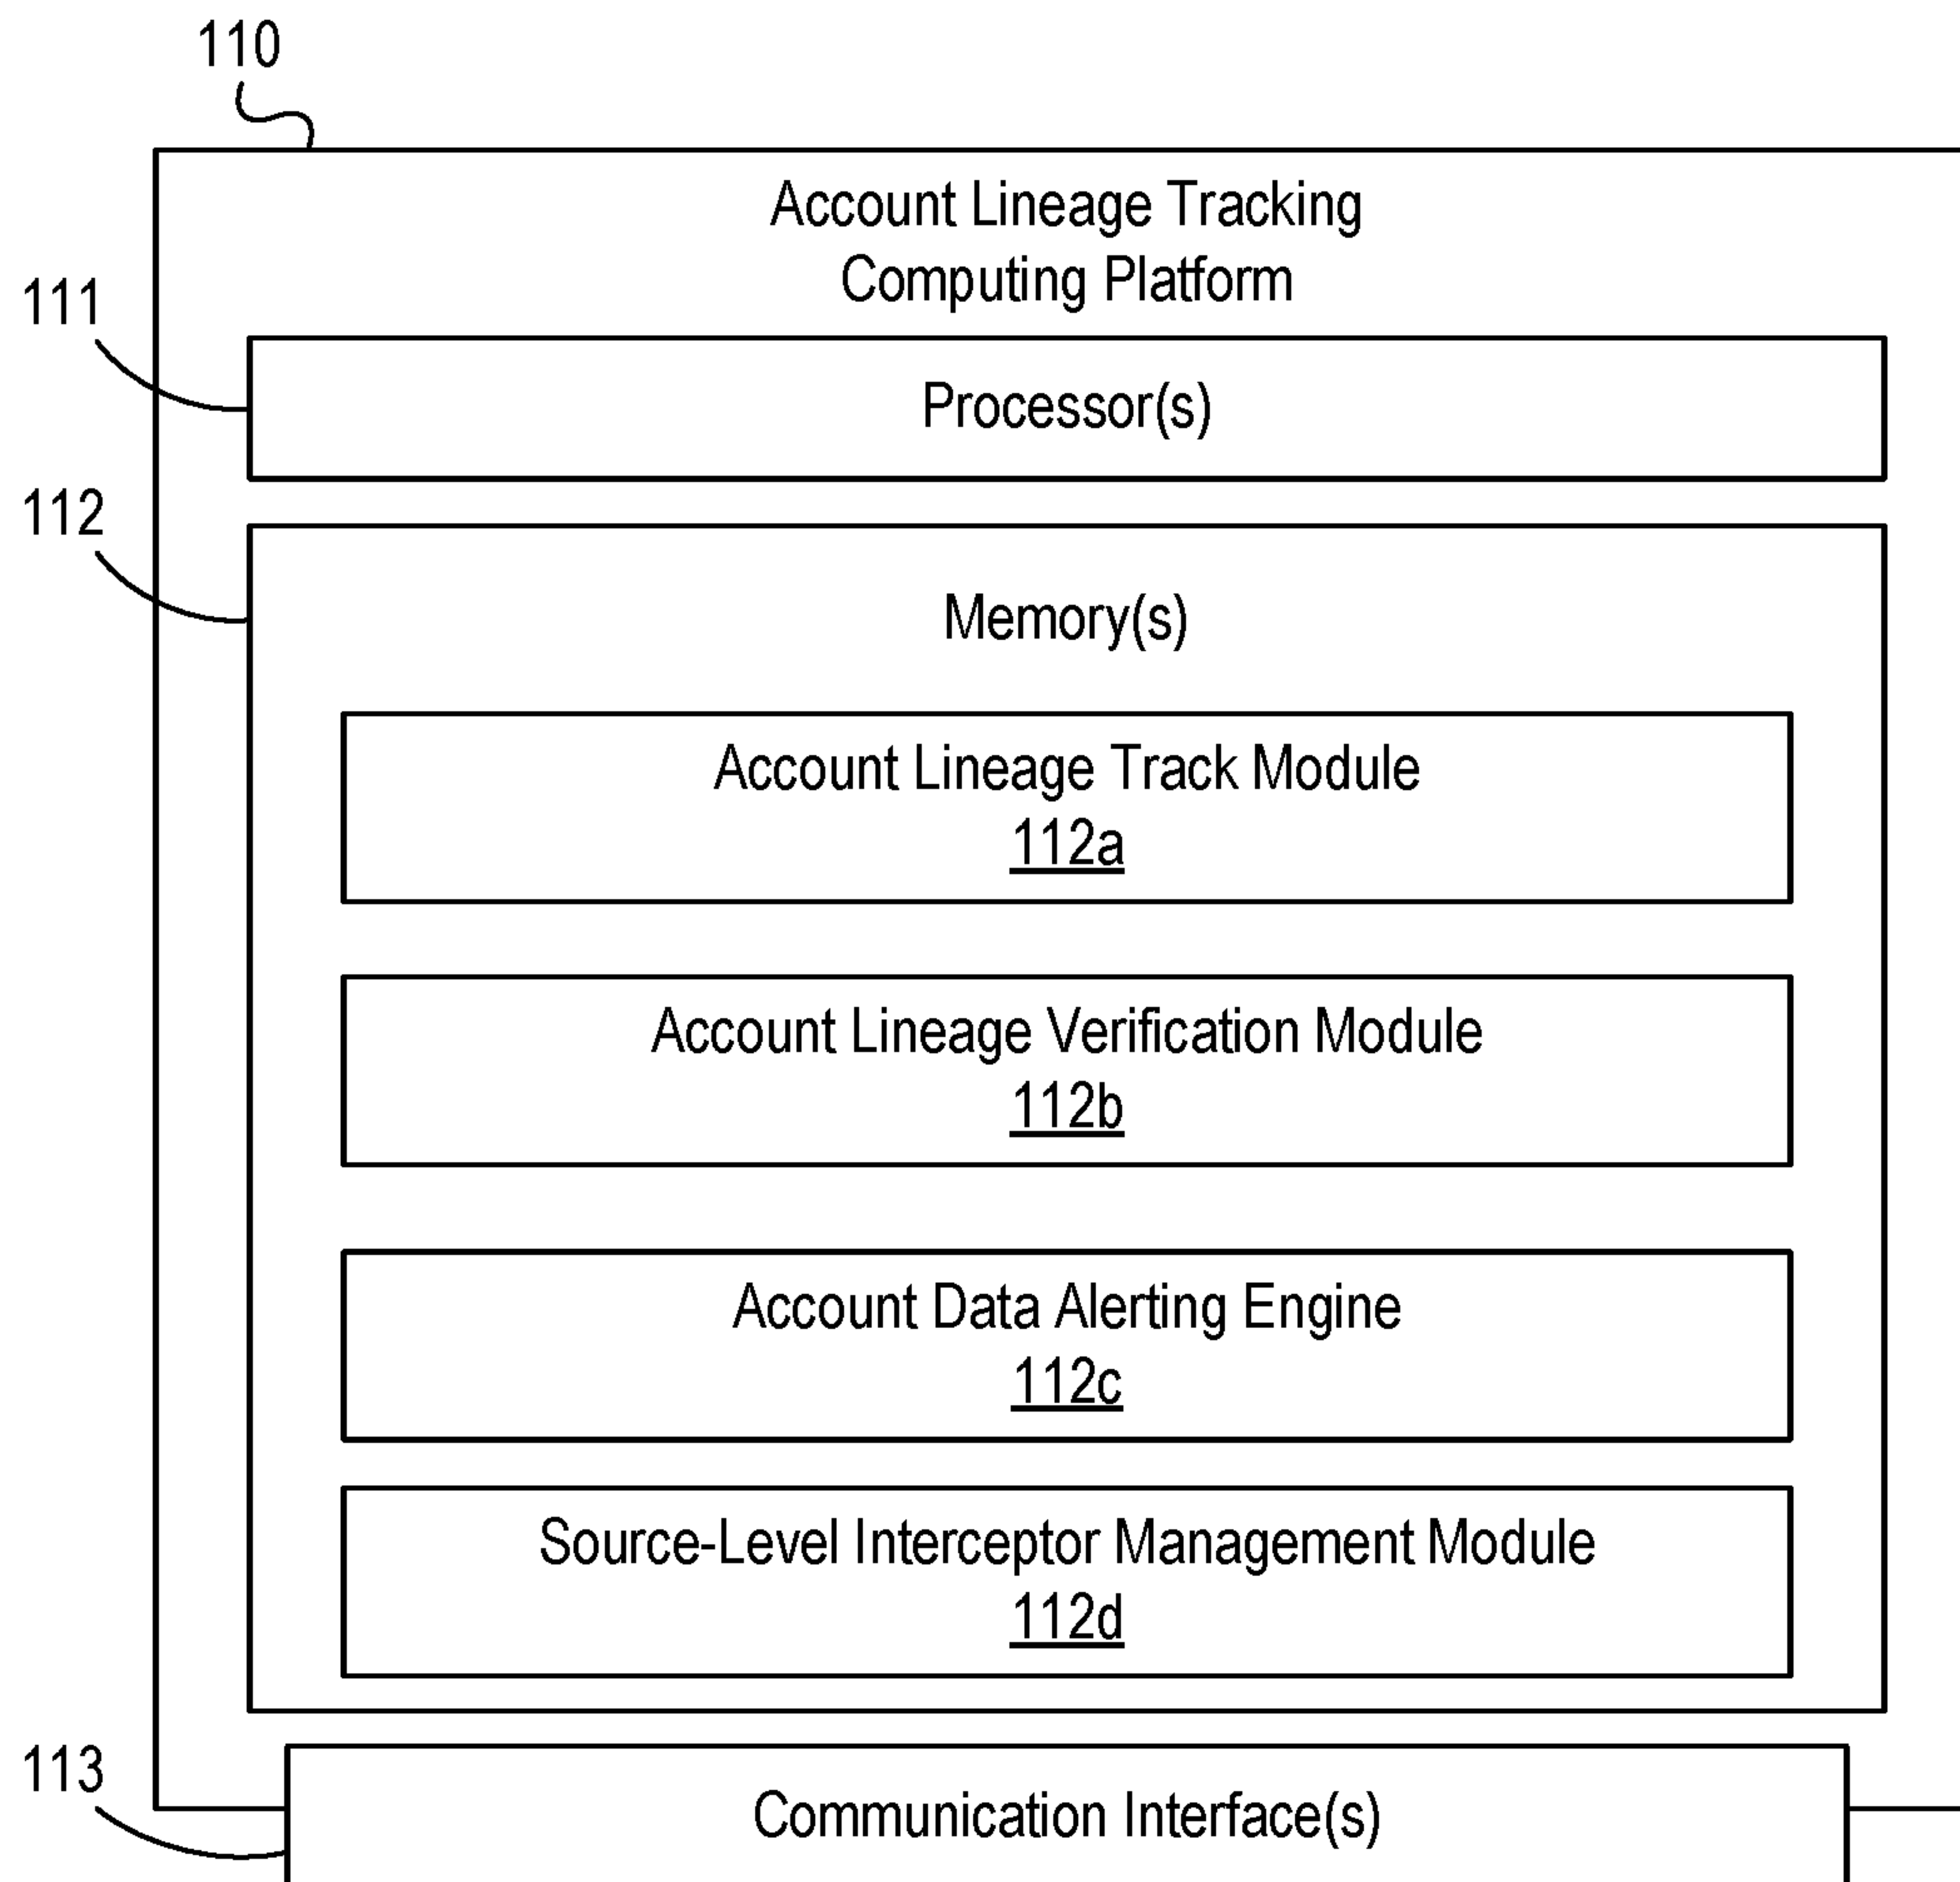 110
Account Lineage Tracking
Computing Platform
111
Processor(s)
112
Memory(s)
Account Lineage Track Module
112a
Account Lineage Verification Module
112b
Account Data Alerting Engine
112c
Source-Level Interceptor Management Module
112d
113
Communication Interface(s)